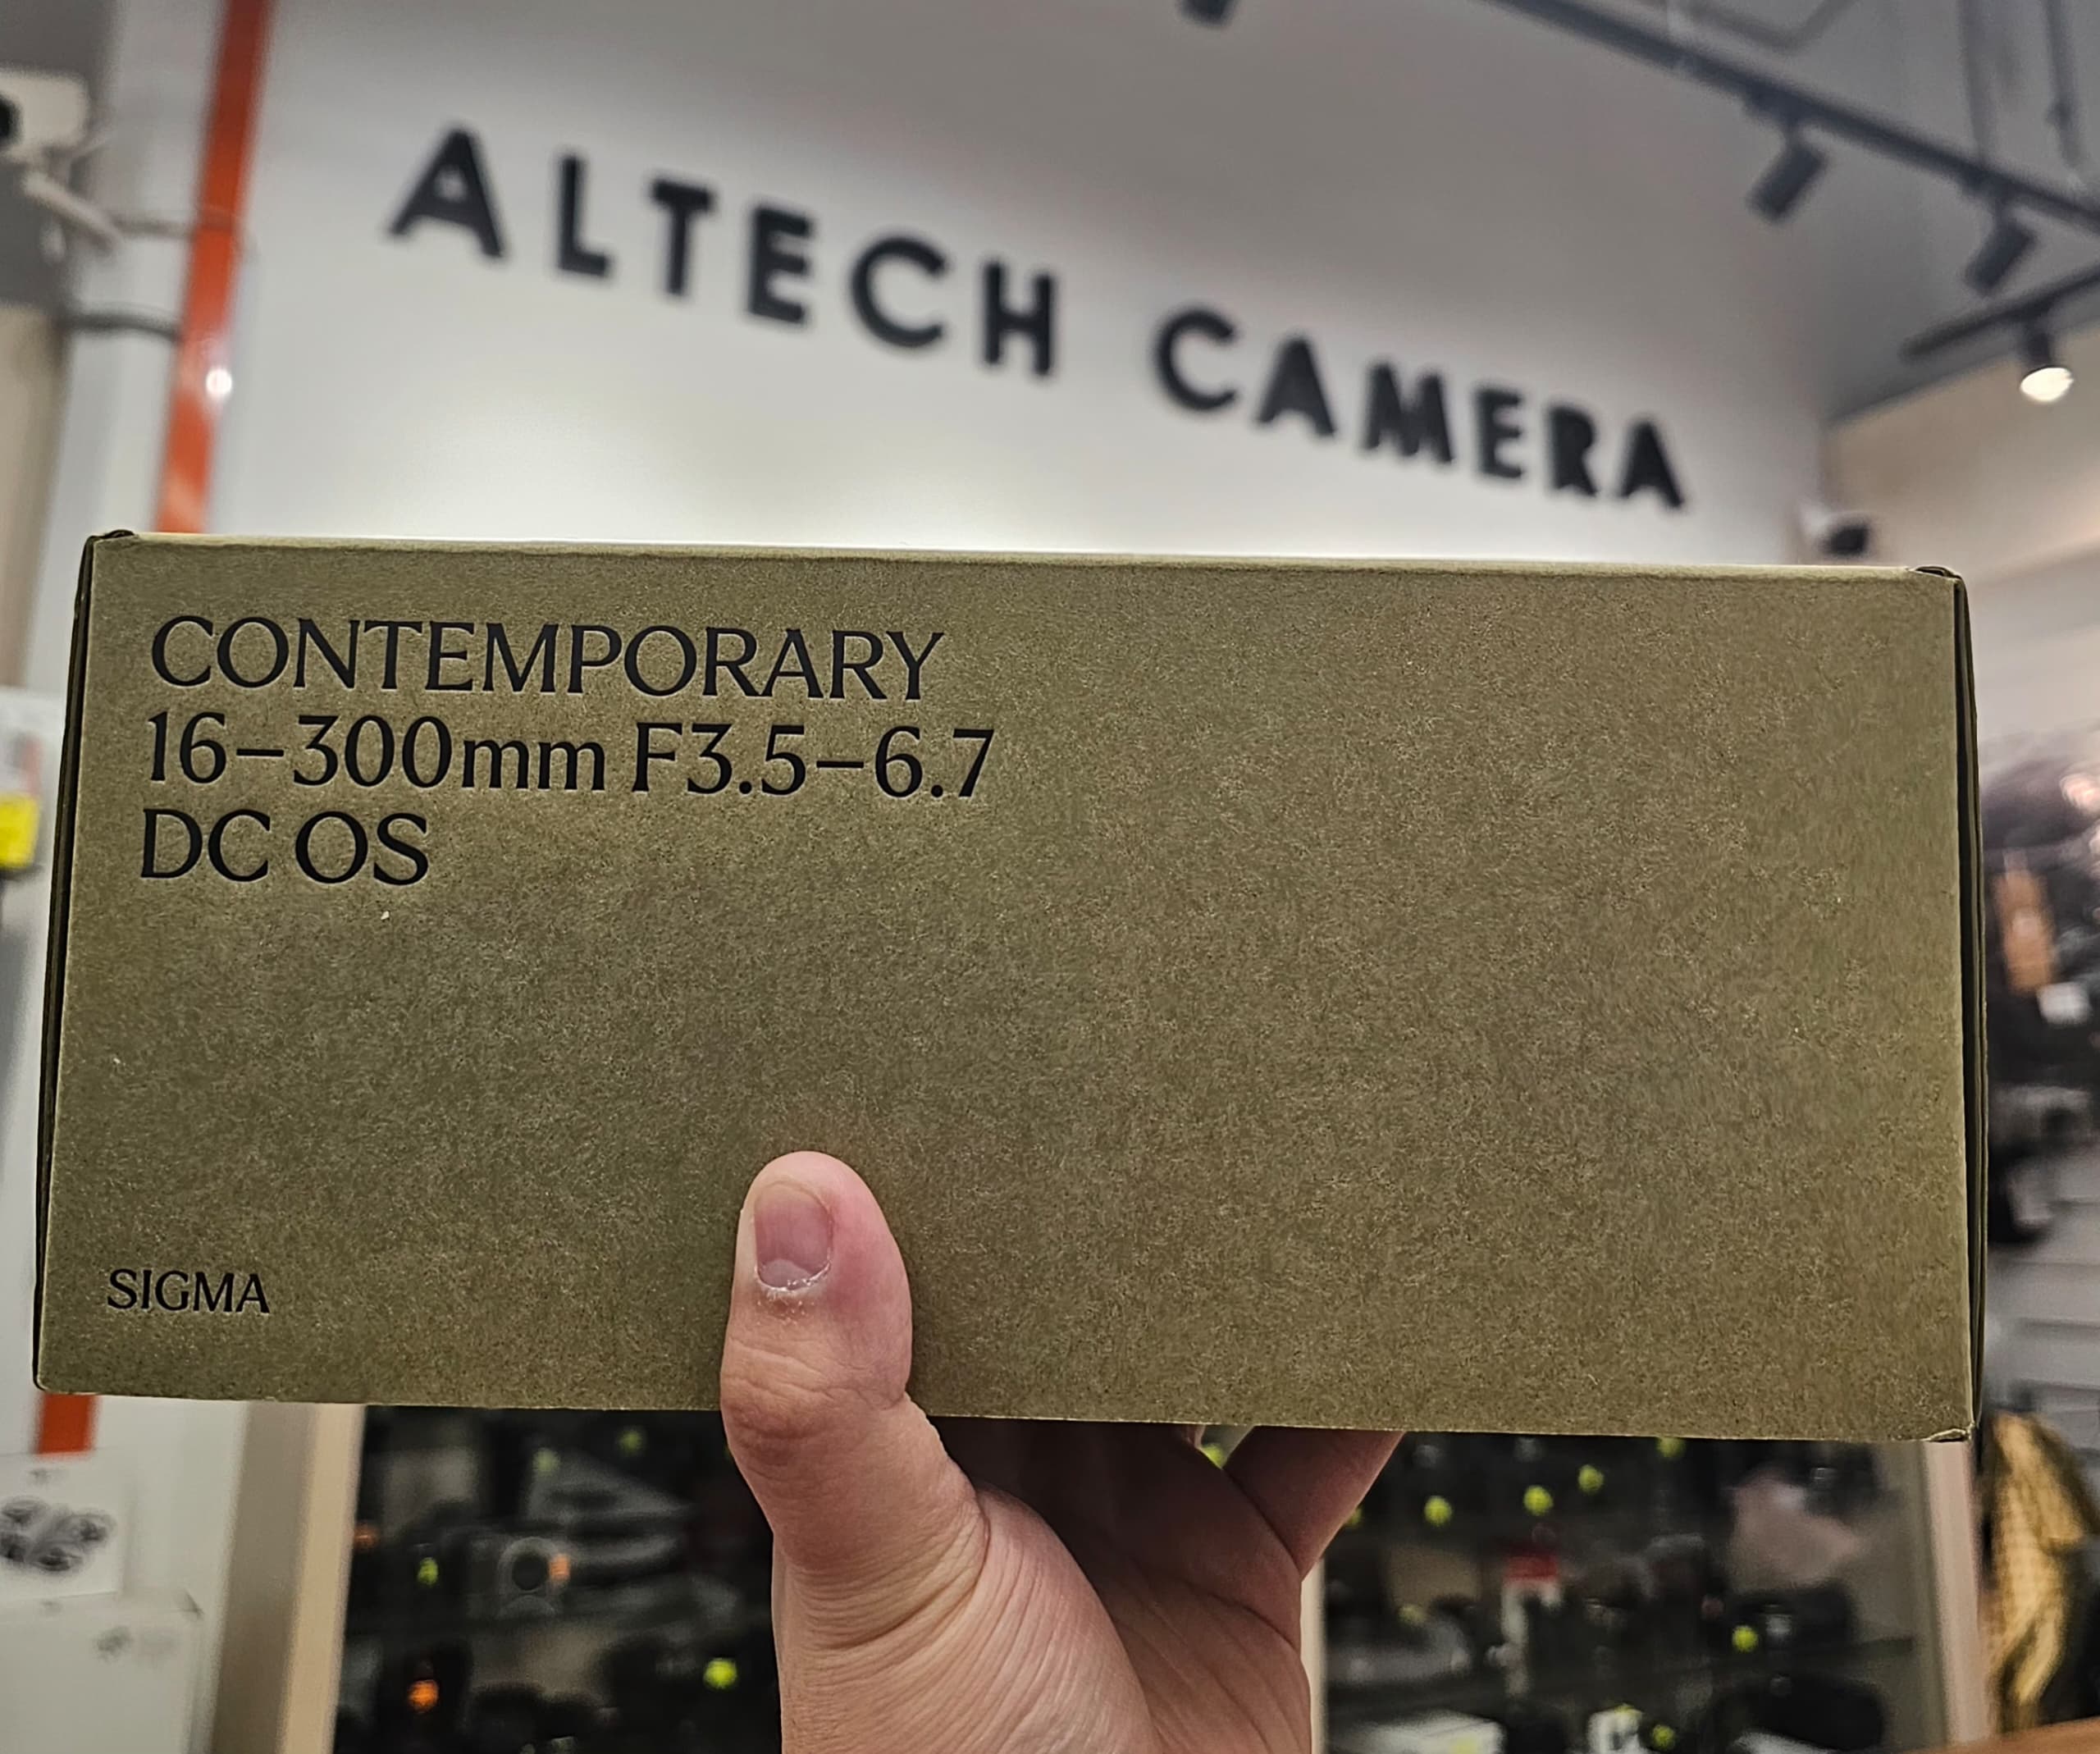 ALTECH CAMERA
CONTEMPORARY
16–300mm F3.5–6.7
DC OS
SIGMA